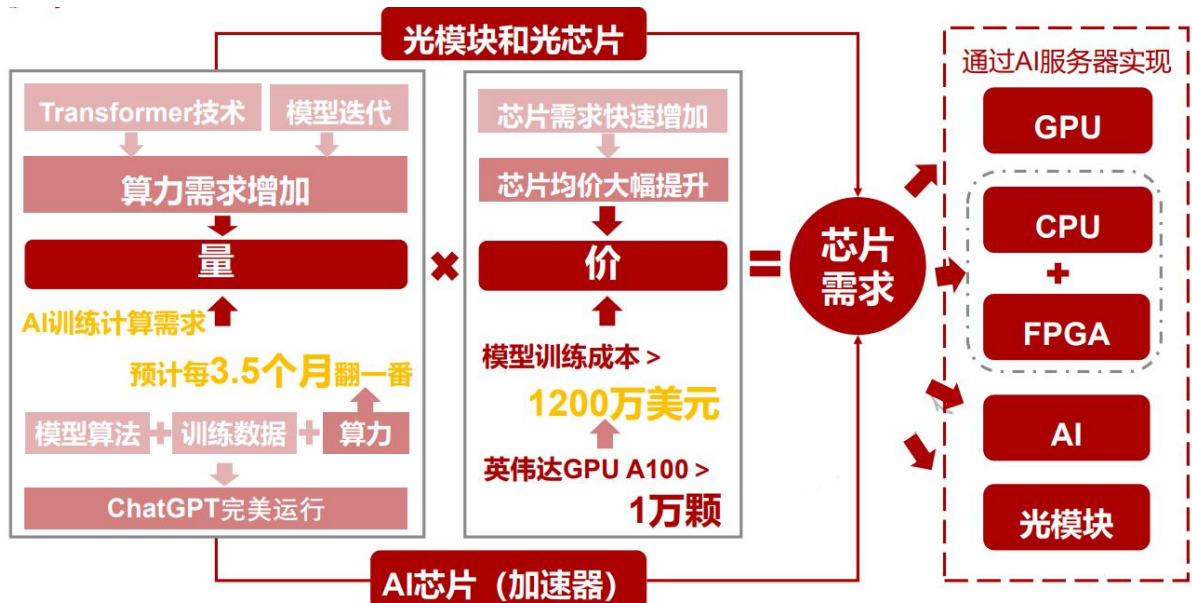 光模块和光芯片
Transformer技术
模型迭代
算力需求增加
量
AI训练计算需求
预计每3.5个月翻一番
模型算法+训练数据+算力
ChatGPT完美运行
×
芯片需求快速增加
芯片均价大幅提升
价
模型训练成本 >
1200万美元
英伟达GPU A100 >
1万颗
=
芯片
需求
AI芯片（加速器）
通过AI服务器实现
GPU
CPU
+
FPGA
AI
光模块